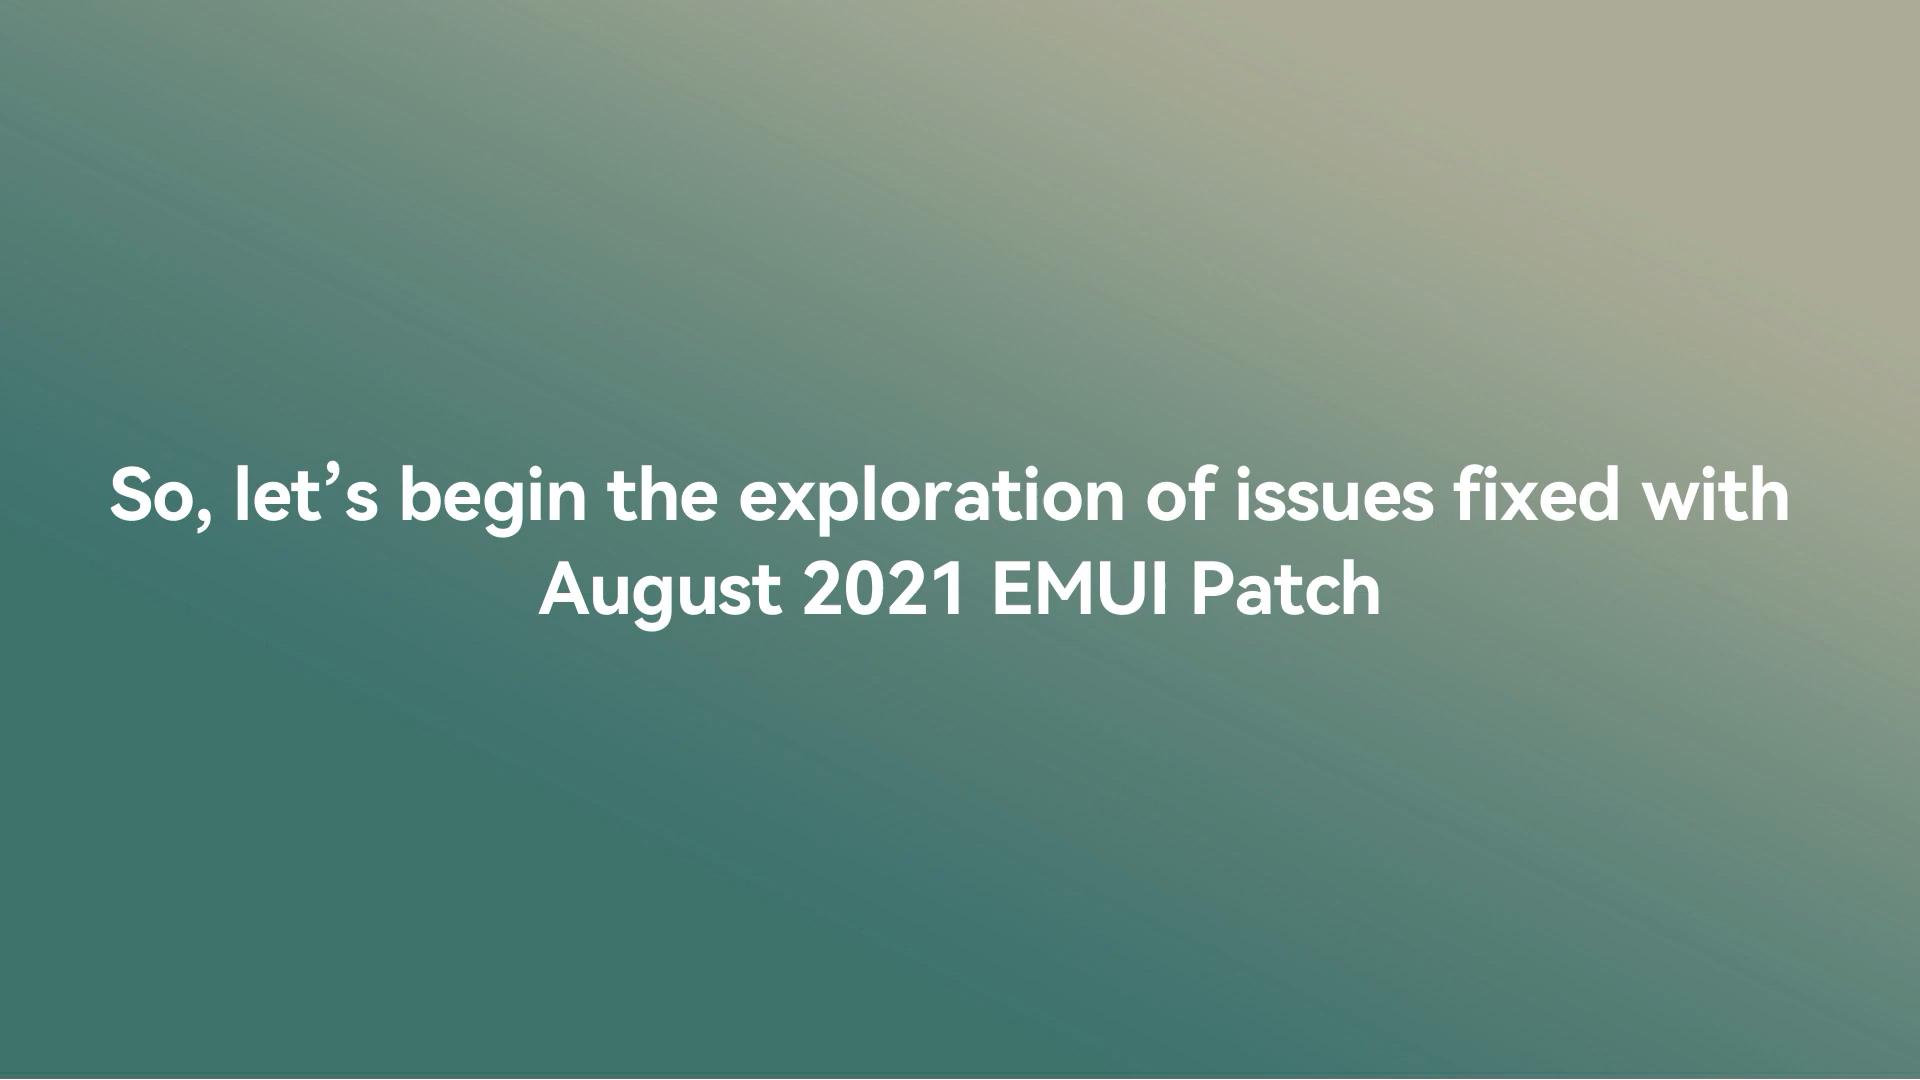 So, let’s begin the exploration of issues fixed with
August 2021 EMUI Patch